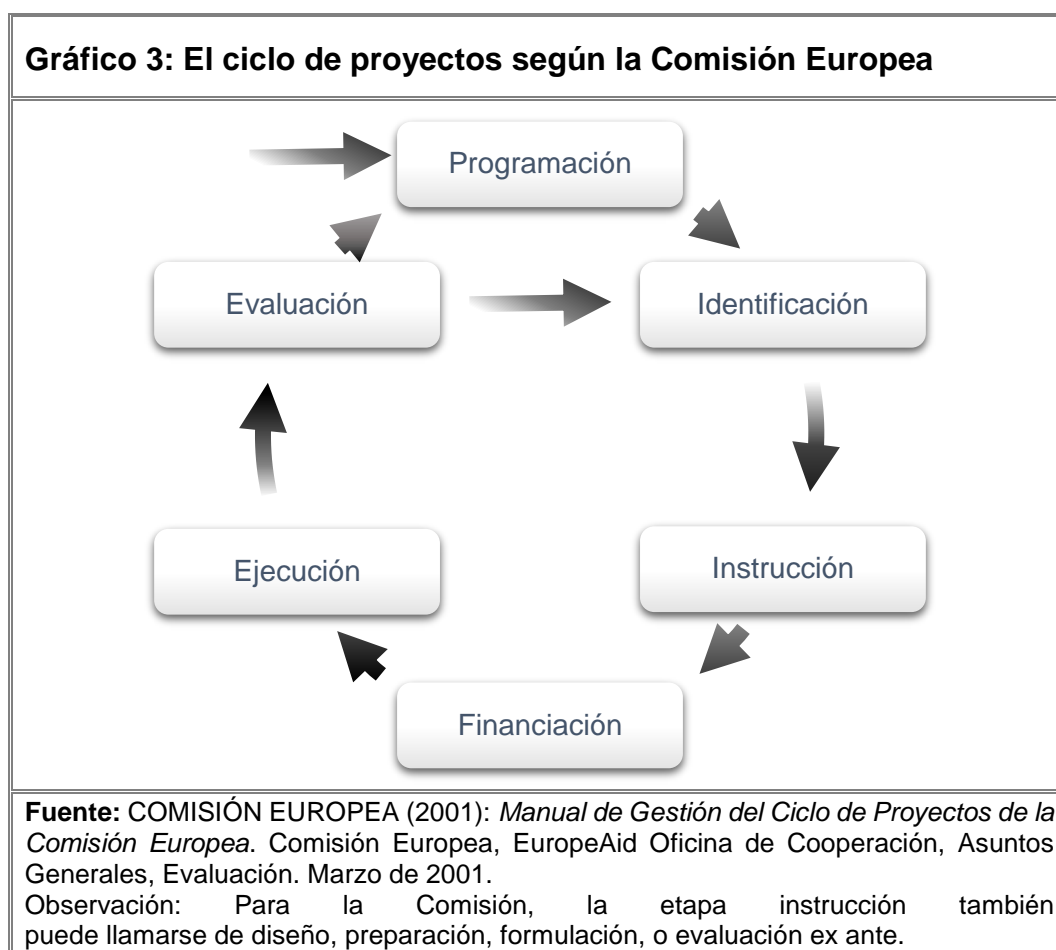 Gráfico 3: El ciclo de proyectos según la Comisión Europea
Programación
Evaluación
Identificación
Ejecución
Instrucción
Financiación
Fuente: COMISIÓN EUROPEA (2001): Manual de Gestión del Ciclo de Proyectos de la
Comisión Europea. Comisión Europea, EuropeAid Oficina de Cooperación, Asuntos
Generales, Evaluación. Marzo de 2001.
Observación: Para la Comisión, la etapa instrucción también
puede llamarse de diseño, preparación, formulación, o evaluación ex ante.